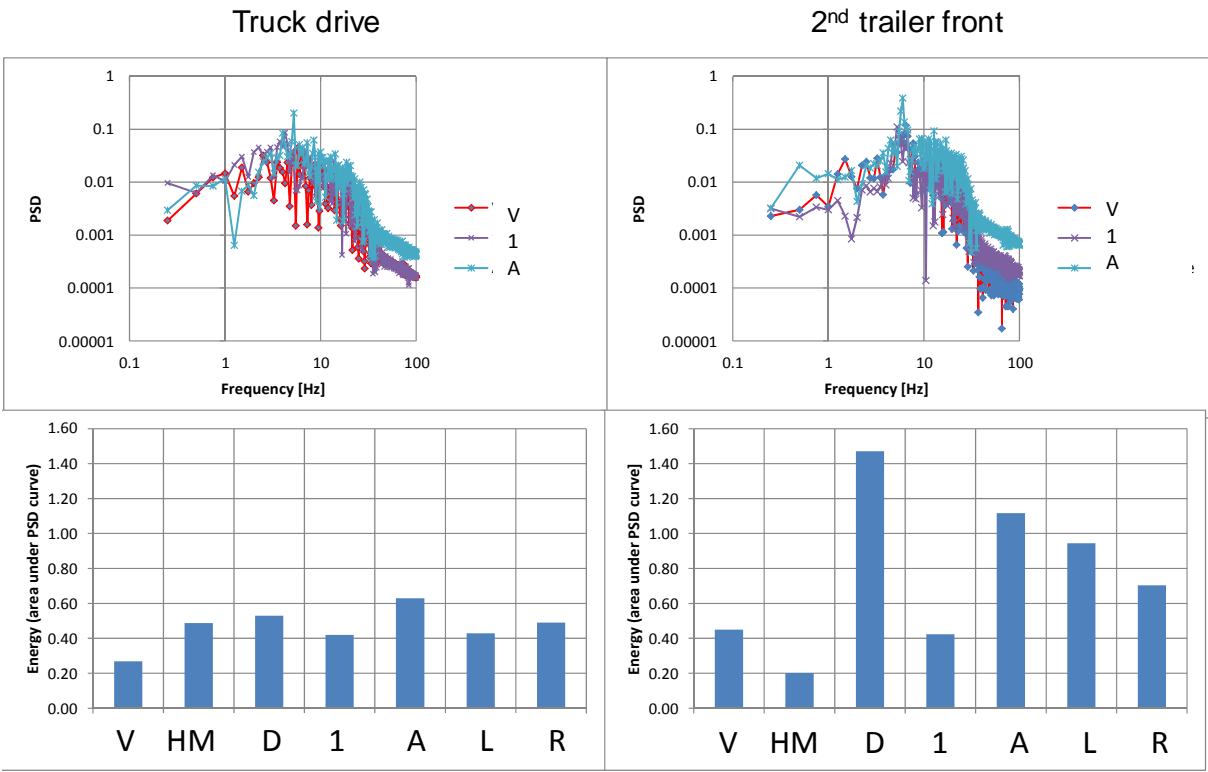 Truck drive
2nd trailer front
1
0.1
0.01
0.001
0.0001
0.00001
0.1 1 10 100
PSD
Frequency [Hz]
V
1
A
1
0.1
0.01
0.001
0.0001
0.00001
0.1 1 10 100
PSD
Frequency [Hz]
V
1
A
1.60
1.40
1.20
1.00
0.80
0.60
0.40
0.20
0.00
Energy (area under PSD curve)
V HM D 1 A L R
1.60
1.40
1.20
1.00
0.80
0.60
0.40
0.20
0.00
Energy (area under PSD curve]
V HM D 1 A L R